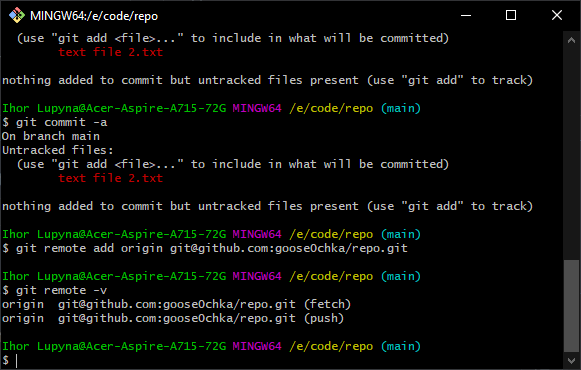 MINGW64:/e/code/repo
(use "git add <file>..." to include in what will be committed)
text file 2.txt
nothing added to commit but untracked files present (use "git add" to track)
Ihor Lupyna@Acer-Aspire-A715-72G MINGW64 /e/code/repo (main)
$ git commit -a
On branch main
Untracked files:
(use "git add <file>..." to include in what will be committed)
text file 2.txt
nothing added to commit but untracked files present (use "git add" to track)
Ihor Lupyna@Acer-Aspire-A715-72G MINGW64 /e/code/repo (main)
$ git remote add origin git@github.com:gooseOchka/repo.git
Ihor Lupyna@Acer-Aspire-A715-72G MINGW64 /e/code/repo (main)
$ git remote -v
origin  git@github.com:gooseOchka/repo.git (fetch)
origin  git@github.com:gooseOchka/repo.git (push)
Ihor Lupyna@Acer-Aspire-A715-72G MINGW64 /e/code/repo (main)
$